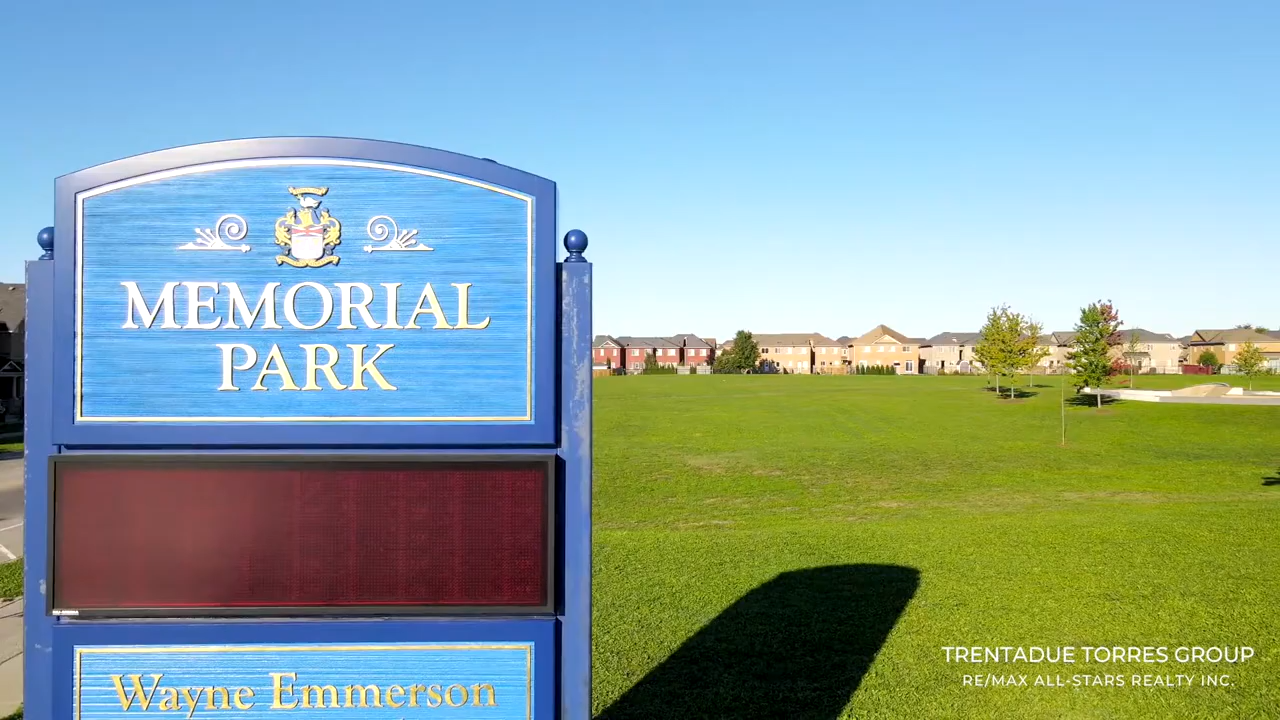 MEMORIAL
PARK
Wayne Emmerson
TRENTADUE TORRES GROUP
RE/MAX ALL-STARS REALTY INC.